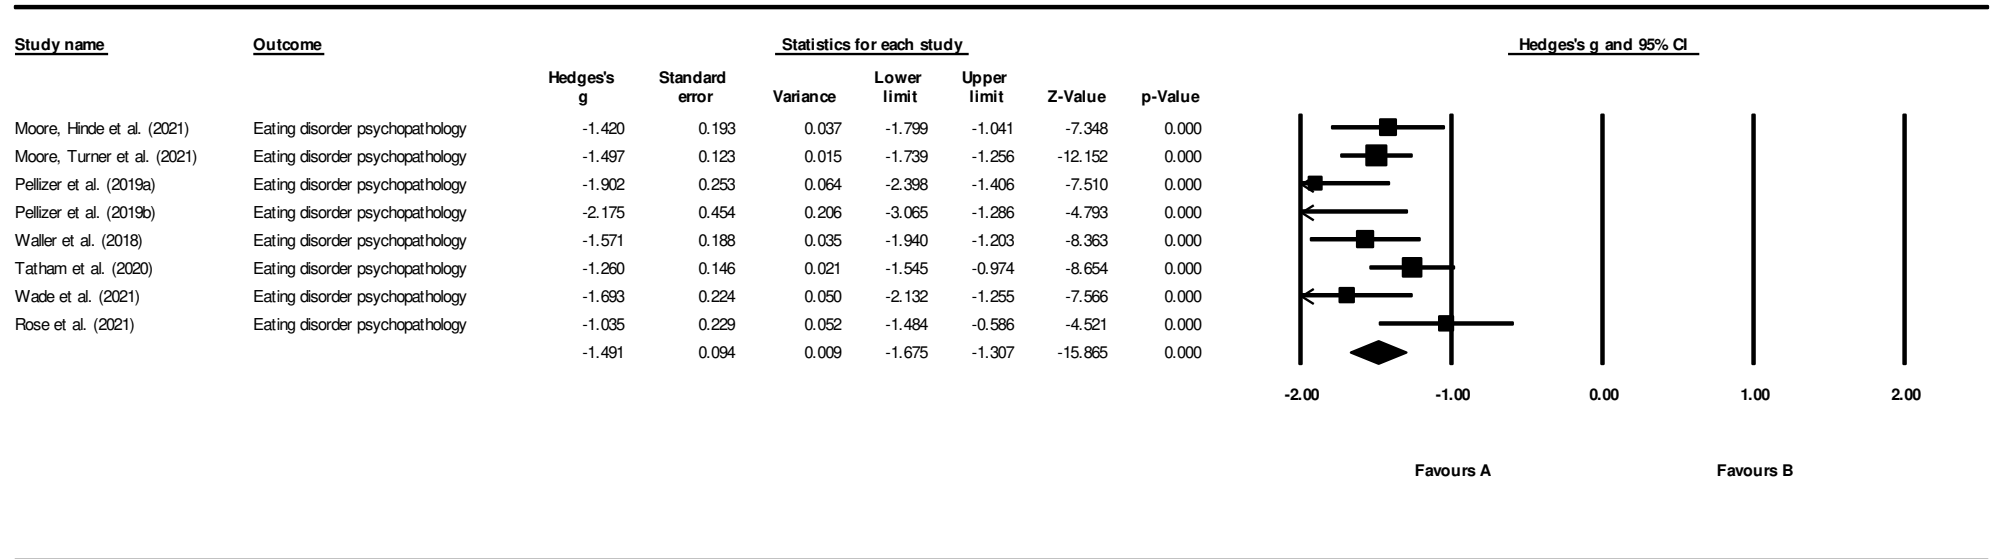 Study name Outcome Statistics for each study Hedges's g and 95% CI
Hedges's Standard Lower Upper
g error Variance limit limit Z-Value p-Value
Moore, Hinde et al. (2021) Eating disorder psychopathology -1.420 0.193 0.037 -1.799 -1.041 -7.348 0.000
Moore, Turner et al. (2021) Eating disorder psychopathology -1.497 0.123 0.015 -1.739 -1.256 -12.152 0.000
Pellizer et al. (2019a) Eating disorder psychopathology -1.902 0.253 0.064 -2.398 -1.406 -7.510 0.000
Pellizer et al. (2019b) Eating disorder psychopathology -2.175 0.454 0.206 -3.065 -1.286 -4.793 0.000
Waller et al. (2018) Eating disorder psychopathology -1.571 0.188 0.035 -1.940 -1.203 -8.363 0.000
Tatham et al. (2020) Eating disorder psychopathology -1.260 0.146 0.021 -1.545 -0.974 -8.654 0.000
Wade et al. (2021) Eating disorder psychopathology -1.693 0.224 0.050 -2.132 -1.255 -7.566 0.000
Rose et al. (2021) Eating disorder psychopathology -1.035 0.229 0.052 -1.484 -0.586 -4.521 0.000
-1.491 0.094 0.009 -1.675 -1.307 -15.865 0.000
-2.00 -1.00 0.00 1.00 2.00
Favours A Favours B